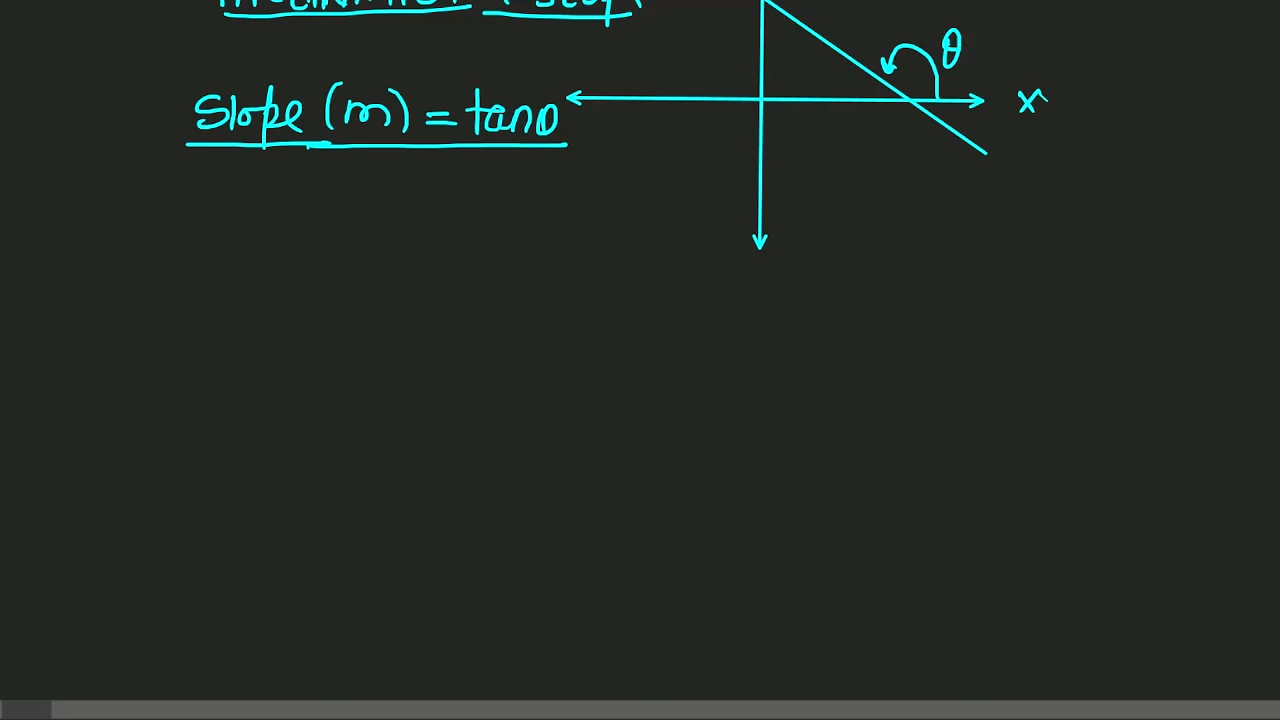 Slope (m) = tanθ
θ
X